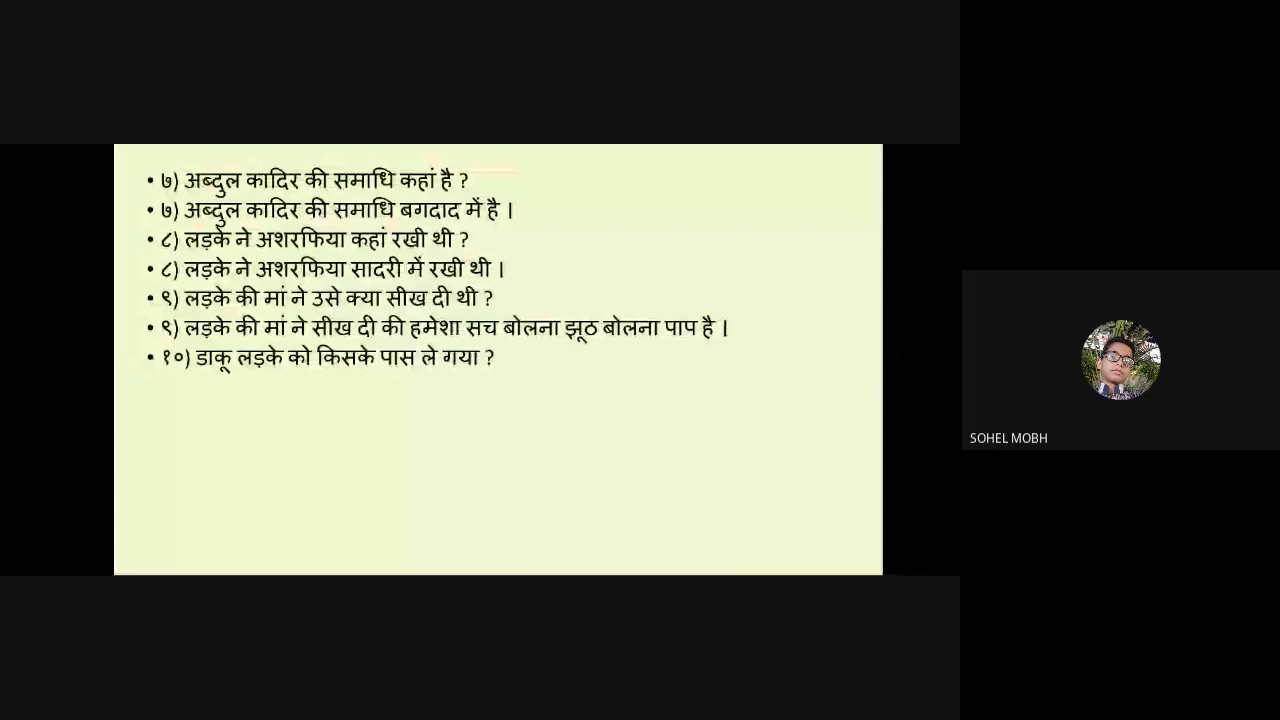 • ७) अब्दुल कादिर की समाधि कहां है ?
• ७) अब्दुल कादिर की समाधि बगदाद में है ।
• ८) लड़के ने अशरफिया कहां रखी थी ?
• ८) लड़के ने अशरफिया सादरी में रखी थी ।
• ९) लड़के की मां ने उसे क्या सीख दी थी ?
• ९) लड़के की मां ने सीख दी की हमेशा सच बोलना झूठ बोलना पाप है ।
• १०) डाकू लड़के को किसके पास ले गया ?
SOHEL MOBH